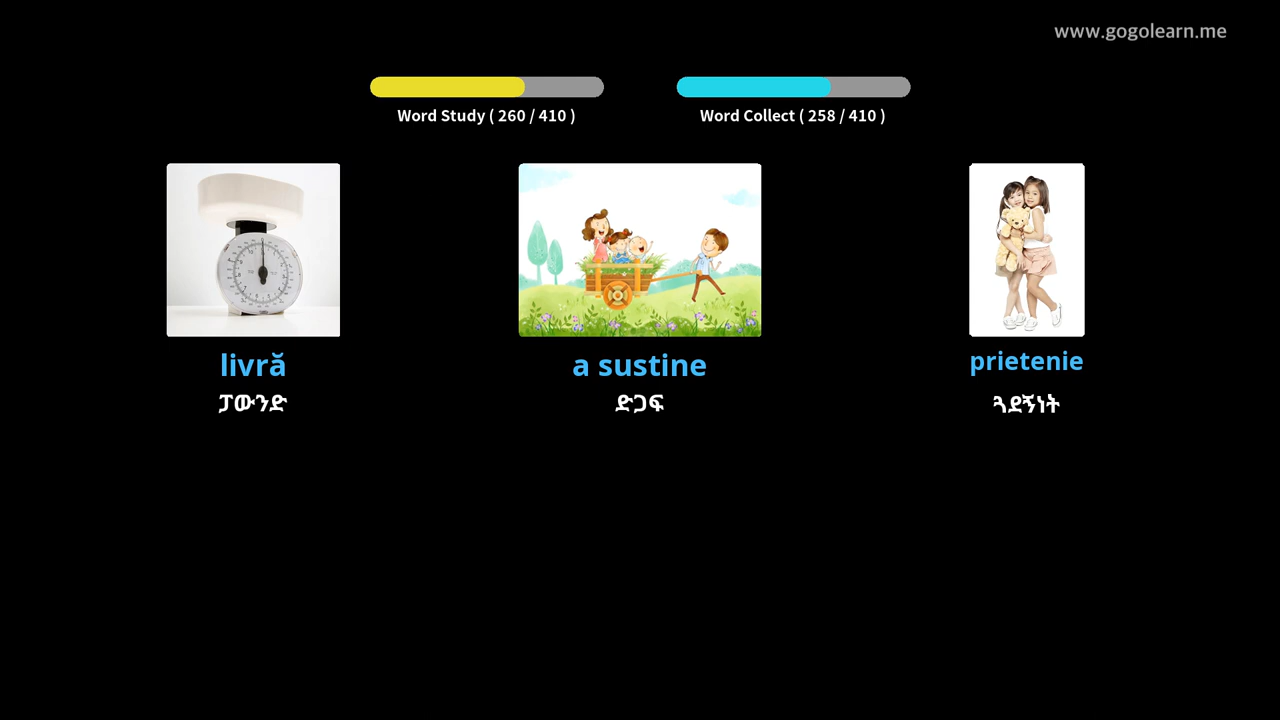 www.gogolearn.me
Word Study ( 260 / 410 )
Word Collect ( 258 / 410 )
livră
a sustine
prietenie
ፓውንድ
ድጋፍ
ጓደኝነት